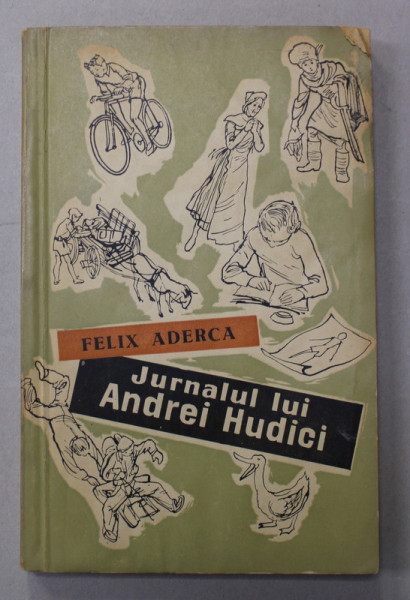 FELIX ADERCA
Jurnalul lui
Andrei Hudici